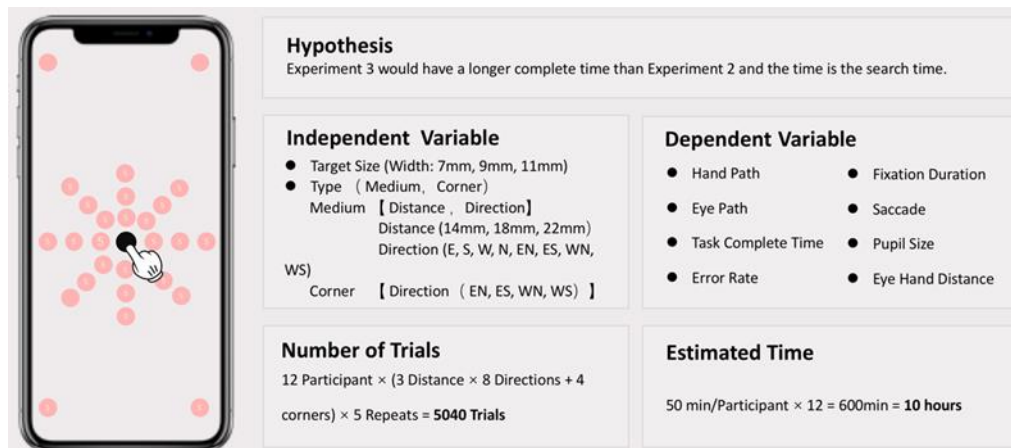 Hypothesis
Experiment 3 would have a longer complete time than Experiment 2 and the time is the search time.
Independent Variable
● Target Size (Width: 7mm, 9mm, 11mm)
● Type （ Medium, Corner）
Medium 【 Distance , Direction】
Distance (14mm, 18mm, 22mm）
Direction (E, S, W, N, EN, ES, WN,
WS)
Corner 【 Direction （ EN, ES, WN, WS） 】
Dependent Variable
● Hand Path
● Eye Path
● Task Complete Time
● Error Rate
● Fixation Duration
● Saccade
● Pupil Size
● Eye Hand Distance
Number of Trials
12 Participant × (3 Distance × 8 Directions + 4
corners) × 5 Repeats = 5040 Trials
Estimated Time
50 min/Participant × 12 = 600min = 10 hours